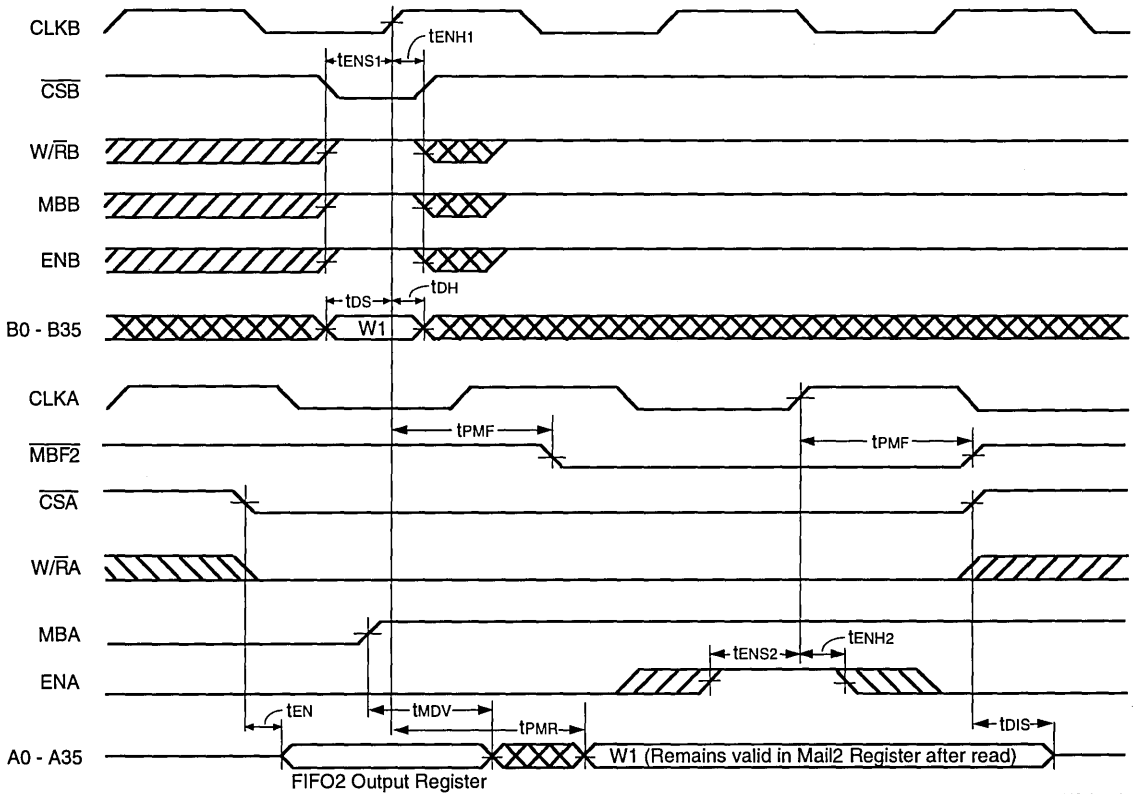 CLKB
tENS1
tENH1
CSB
W/RB
MBB
ENB
tDS
tDH
B0 - B35
W1
CLKA
tPMF
tPMF
MBF2
CSA
W/RA
MBA
tENS2
tENH2
ENA
tEN
tMDV
tPMR
tDIS
A0 - A35
W1 (Remains valid in Mail2 Register after read)
FIFO2 Output Register